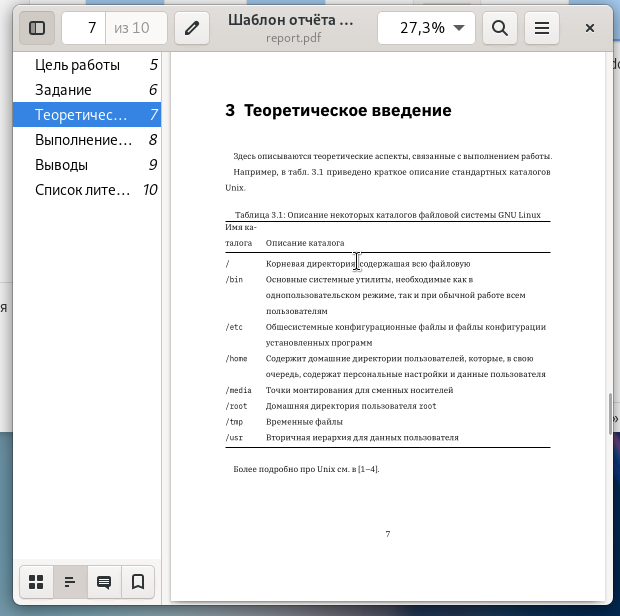 7
из 10
Шаблон отчёта ...
report.pdf
27,3%
Цель работы 5
Задание 6
Теоретичес... 7
Выполнение... 8
Выводы 9
Список лите... 10
3 Теоретическое введение
Здесь описываются теоретические аспекты, связанные с выполнением работы.
Например, в табл. 3.1 приведено краткое описание стандартных каталогов
Unix.
Таблица 3.1: Описание некоторых каталогов файловой системы GNU Linux
Имя ка-
талога Описание каталога
/ Корневая директория, содержащая всю файловую
/bin Основные системные утилиты, необходимые как в
однопользовательском режиме, так и при обычной работе всем
пользователям
/etc Общесистемные конфигурационные файлы и файлы конфигурации
установленных программ
/home Содержит домашние директории пользователей, которые, в свою
очередь, содержат персональные настройки и данные пользователя
/media Точки монтирования для сменных носителей
/root Домашняя директория пользователя root
/tmp Временные файлы
/usr Вторичная иерархия для данных пользователя
Более подробно про Unix см. в [1–4].
7
я
»